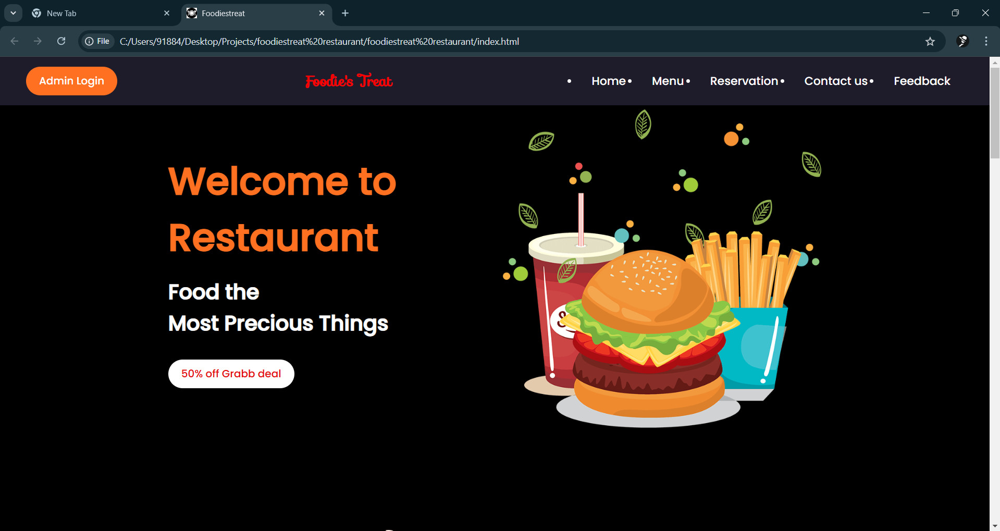 New Tab
Foodiestreat
File
C:/Users/91884/Desktop/Projects/foodiestreat%20restaurant/foodiestreat%20restaurant/index.html
Admin Login
Foodie's Treat
• Home • Menu • Reservation • Contact us • Feedback
Welcome to
Restaurant
Food the
Most Precious Things
50% off Grabb deal